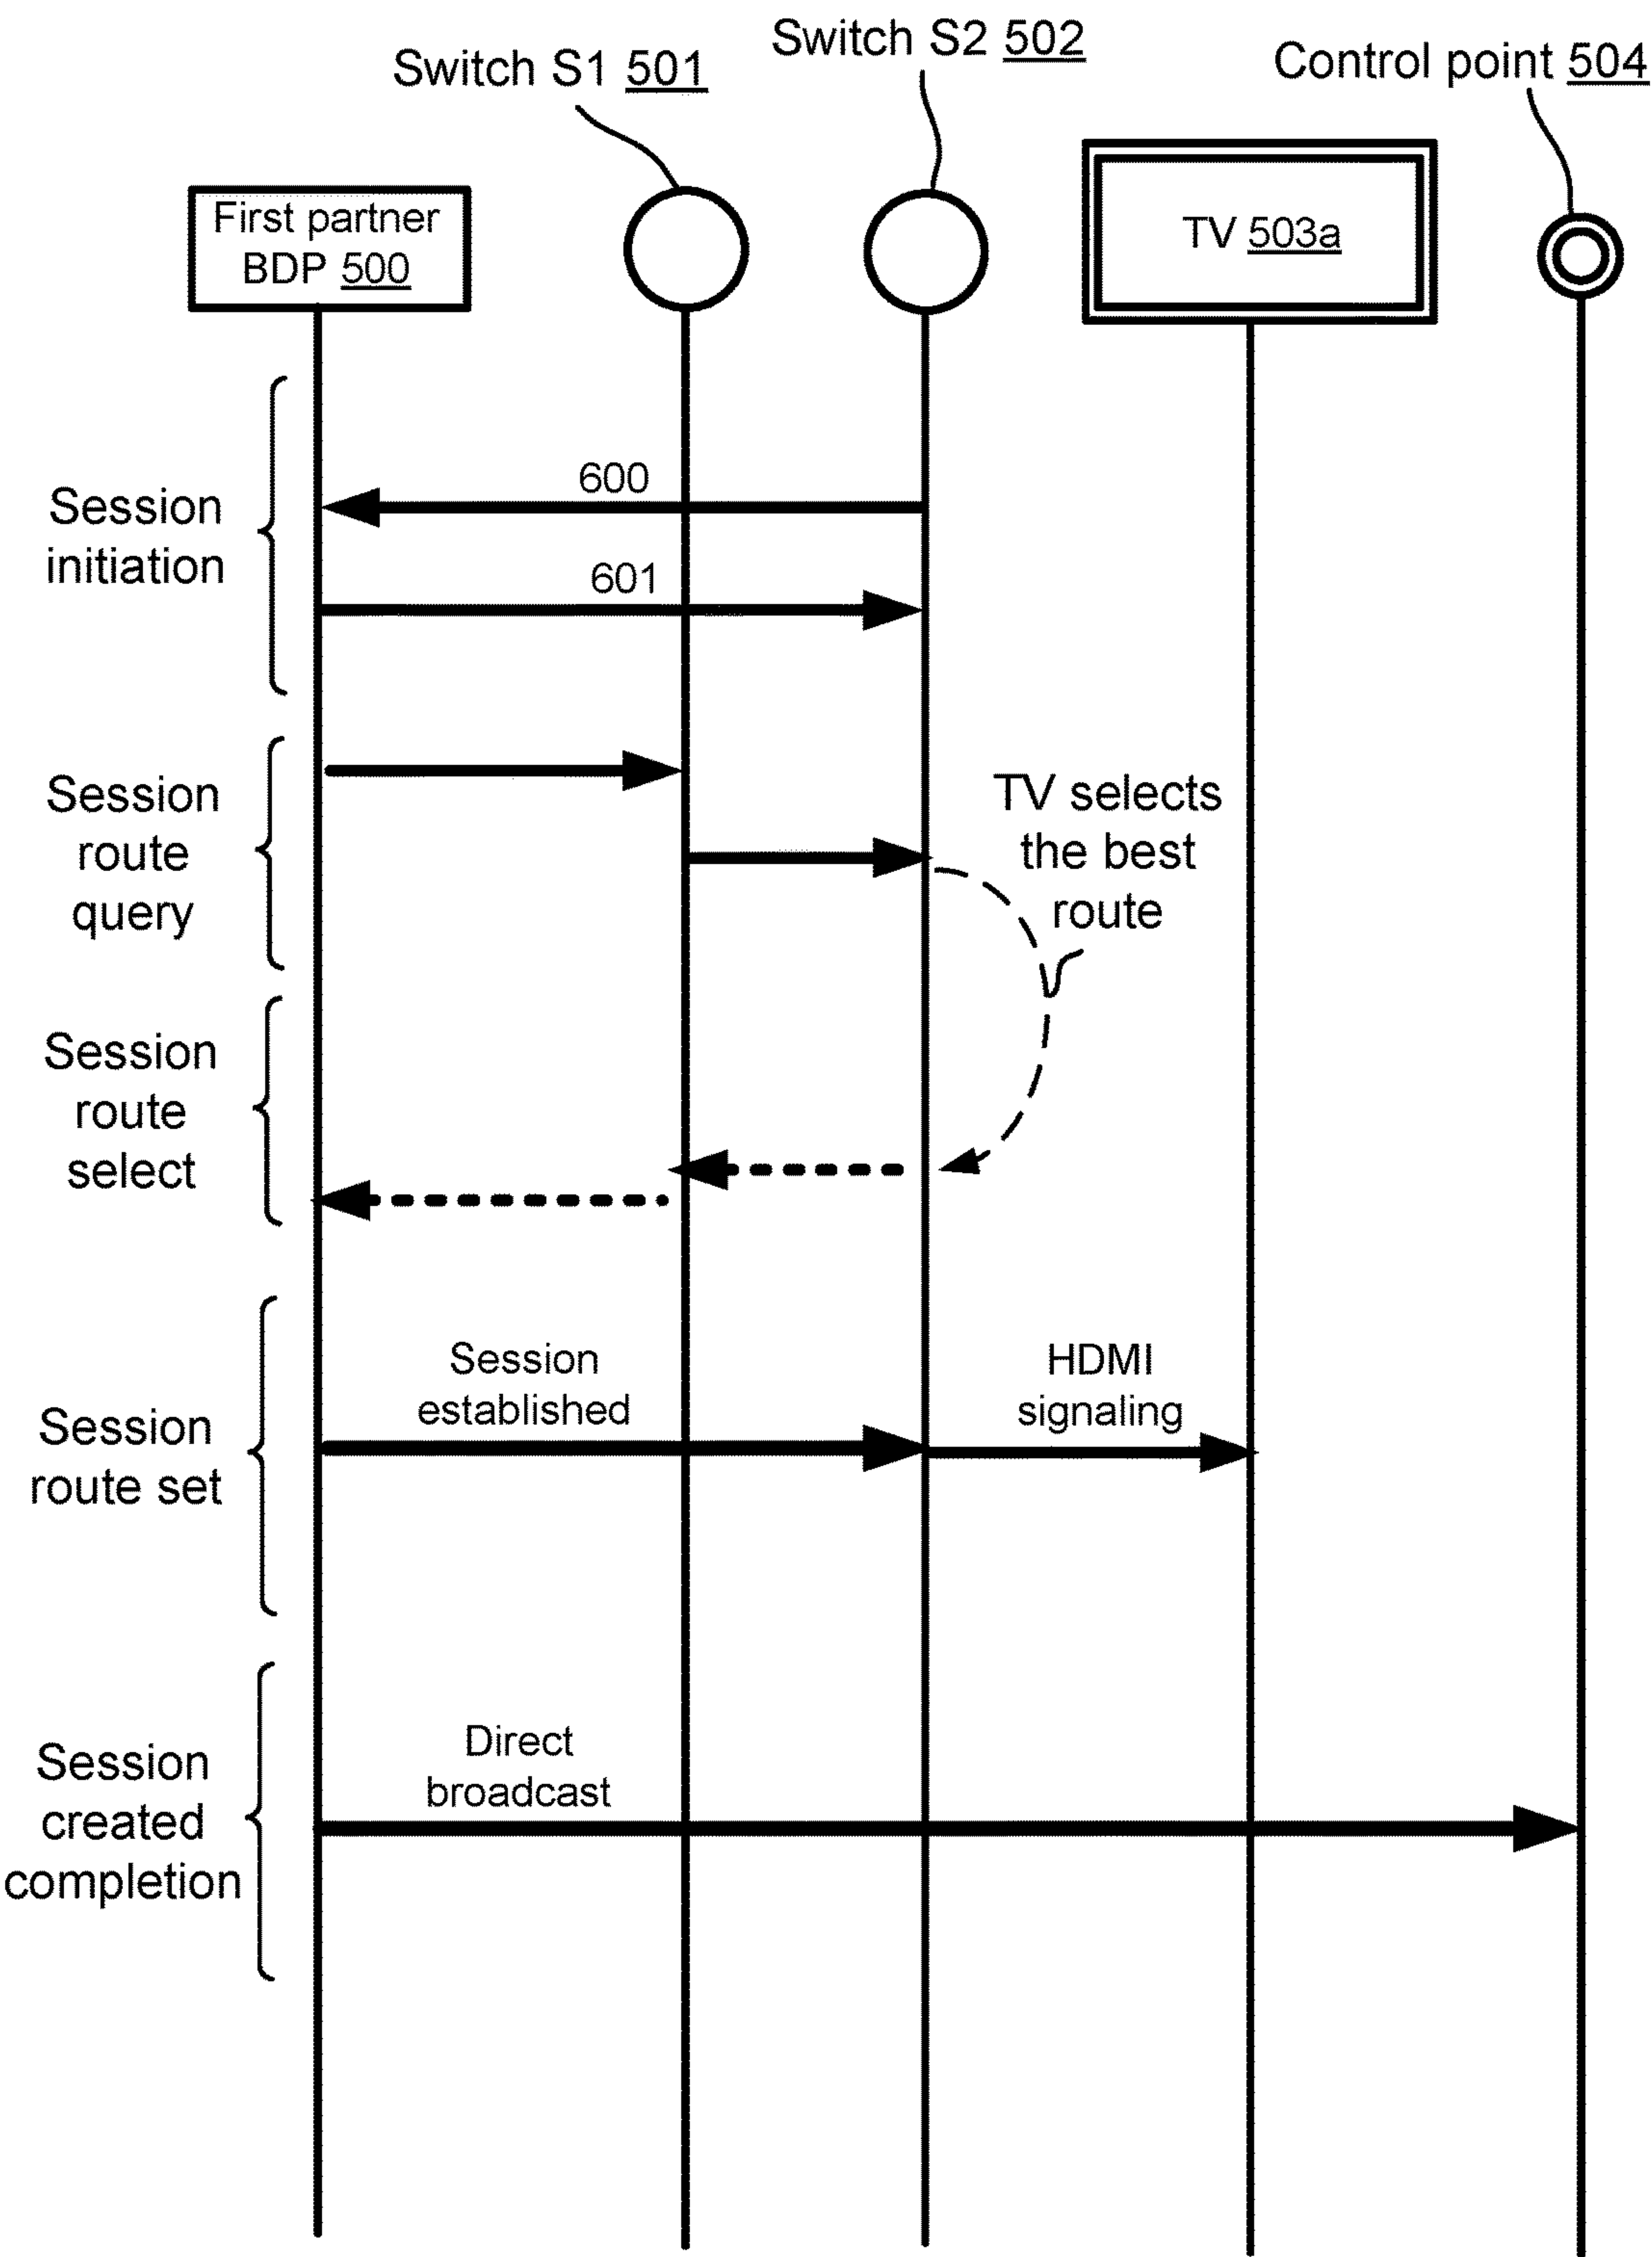 Switch S1 501
Switch S2 502
Control point 504
First partner
BDP 500
TV 503a
Session
initiation
600
601
Session
route
query
TV selects
the best
route
Session
route
select
Session
route set
Session
established
HDMI
signaling
Session
created
completion
Direct
broadcast